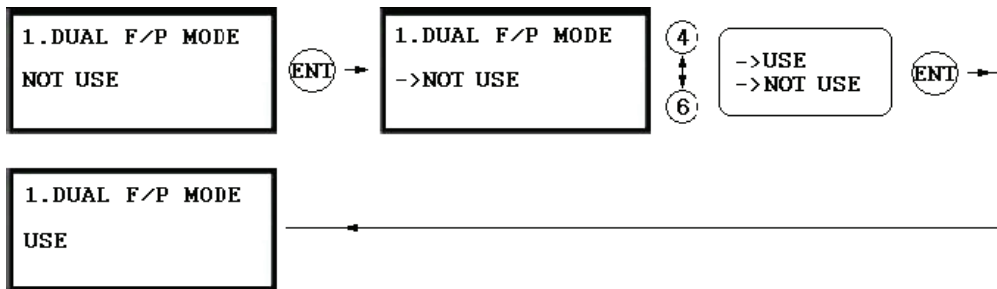 1.DUAL F/P MODE
NOT USE
ENT
1.DUAL F/P MODE
->NOT USE
4
6
->USE
->NOT USE
ENT
1.DUAL F/P MODE
USE